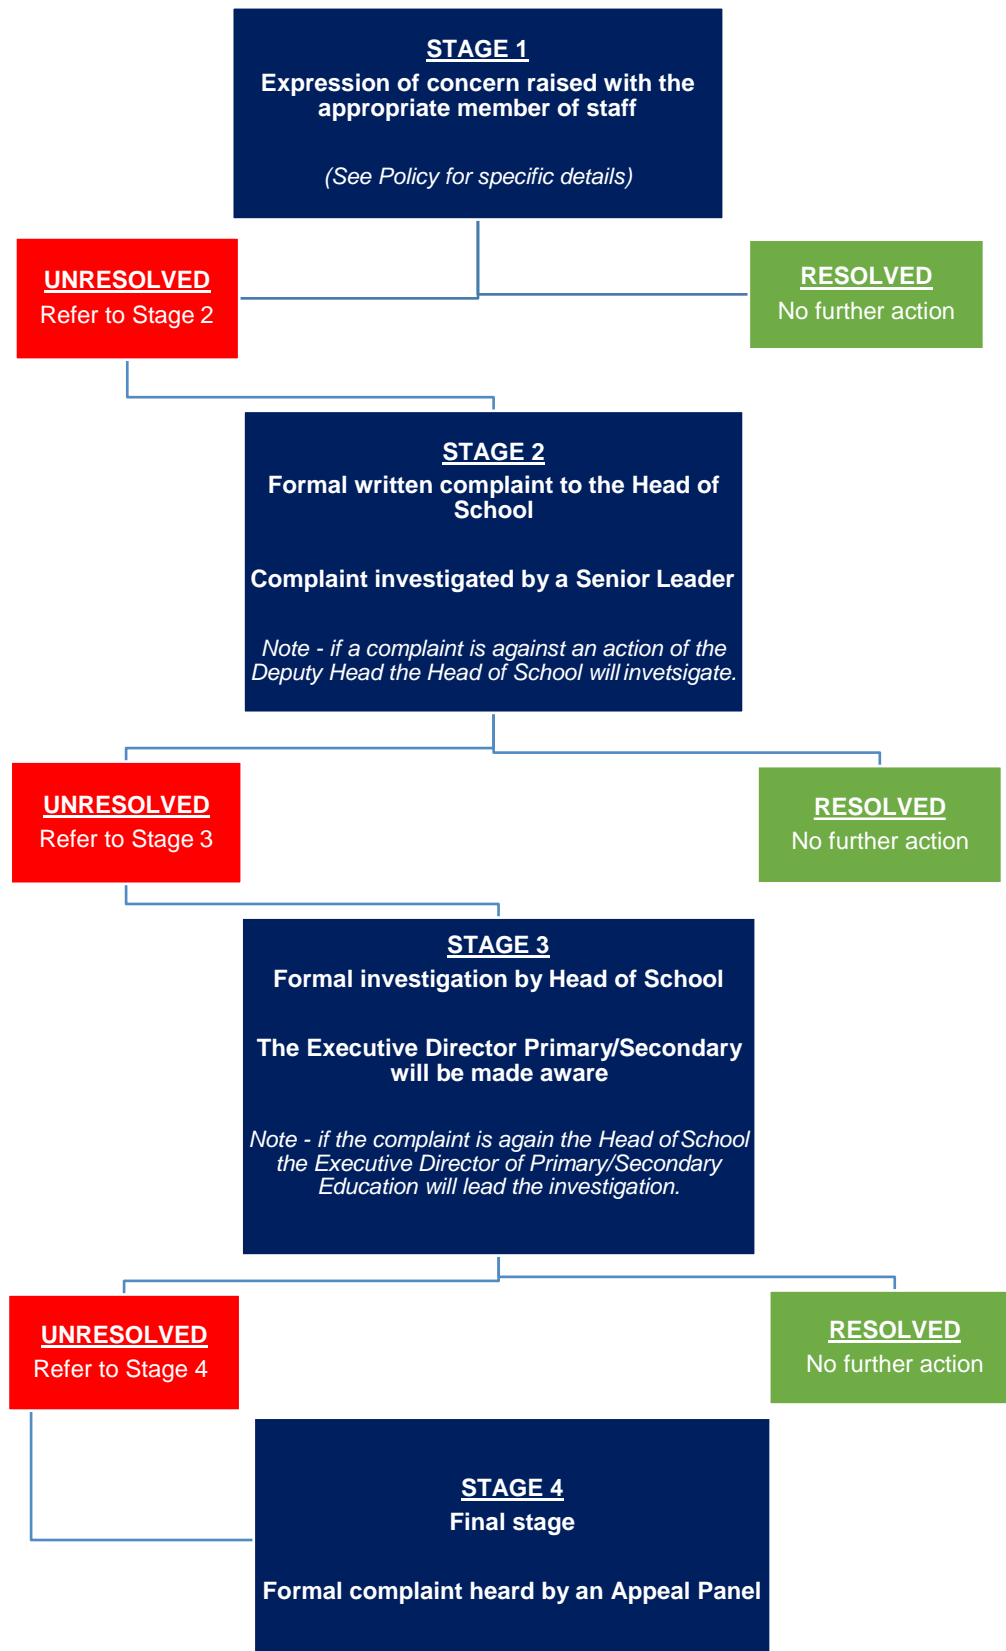 STAGE 1
Expression of concern raised with the
appropriate member of staff
(See Policy for specific details)
UNRESOLVED
Refer to Stage 2
RESOLVED
No further action
STAGE 2
Formal written complaint to the Head of
School
Complaint investigated by a Senior Leader
Note - if a complaint is against an action of the
Deputy Head the Head of School will invetsigate.
UNRESOLVED
Refer to Stage 3
RESOLVED
No further action
STAGE 3
Formal investigation by Head of School
The Executive Director Primary/Secondary
will be made aware
Note - if the complaint is again the Head of School
the Executive Director of Primary/Secondary
Education will lead the investigation.
UNRESOLVED
Refer to Stage 4
RESOLVED
No further action
STAGE 4
Final stage
Formal complaint heard by an Appeal Panel